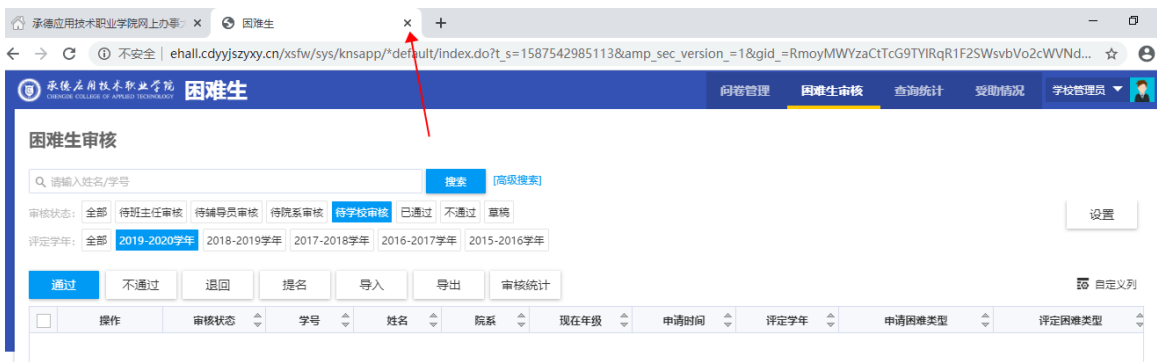 承德应用技术职业学院网上办事 × 困难生 × +
不安全 | ehall.cdyyjszyxy.cn/xsfw/sys/knsapp/*default/index.do?t_s=1587542985113&amp_sec_version_=1&gid_=RmoyMWYzaCtTcG9TYlRqR1F2SWsvbVo2cWVNd...
承德应用技术职业学院 困难生 问卷管理 困难生审核 查询统计 受助情况 学校管理员
CHENGDE COLLEGE OF APPLIED TECHNOLOGY
困难生审核
请输入姓名/学号 搜索 [高级搜索]
审核状态: 全部 待班主任审核 待辅导员审核 待院系审核 待学校审核 已通过 不通过 草稿 设置
评定学年: 全部 2019-2020学年 2018-2019学年 2017-2018学年 2016-2017学年 2015-2016学年
通过 不通过 退回 提名 导入 导出 审核统计 自定义列
操作 审核状态 学号 姓名 院系 现在年级 申请时间 评定学年 申请困难类型 评定困难类型